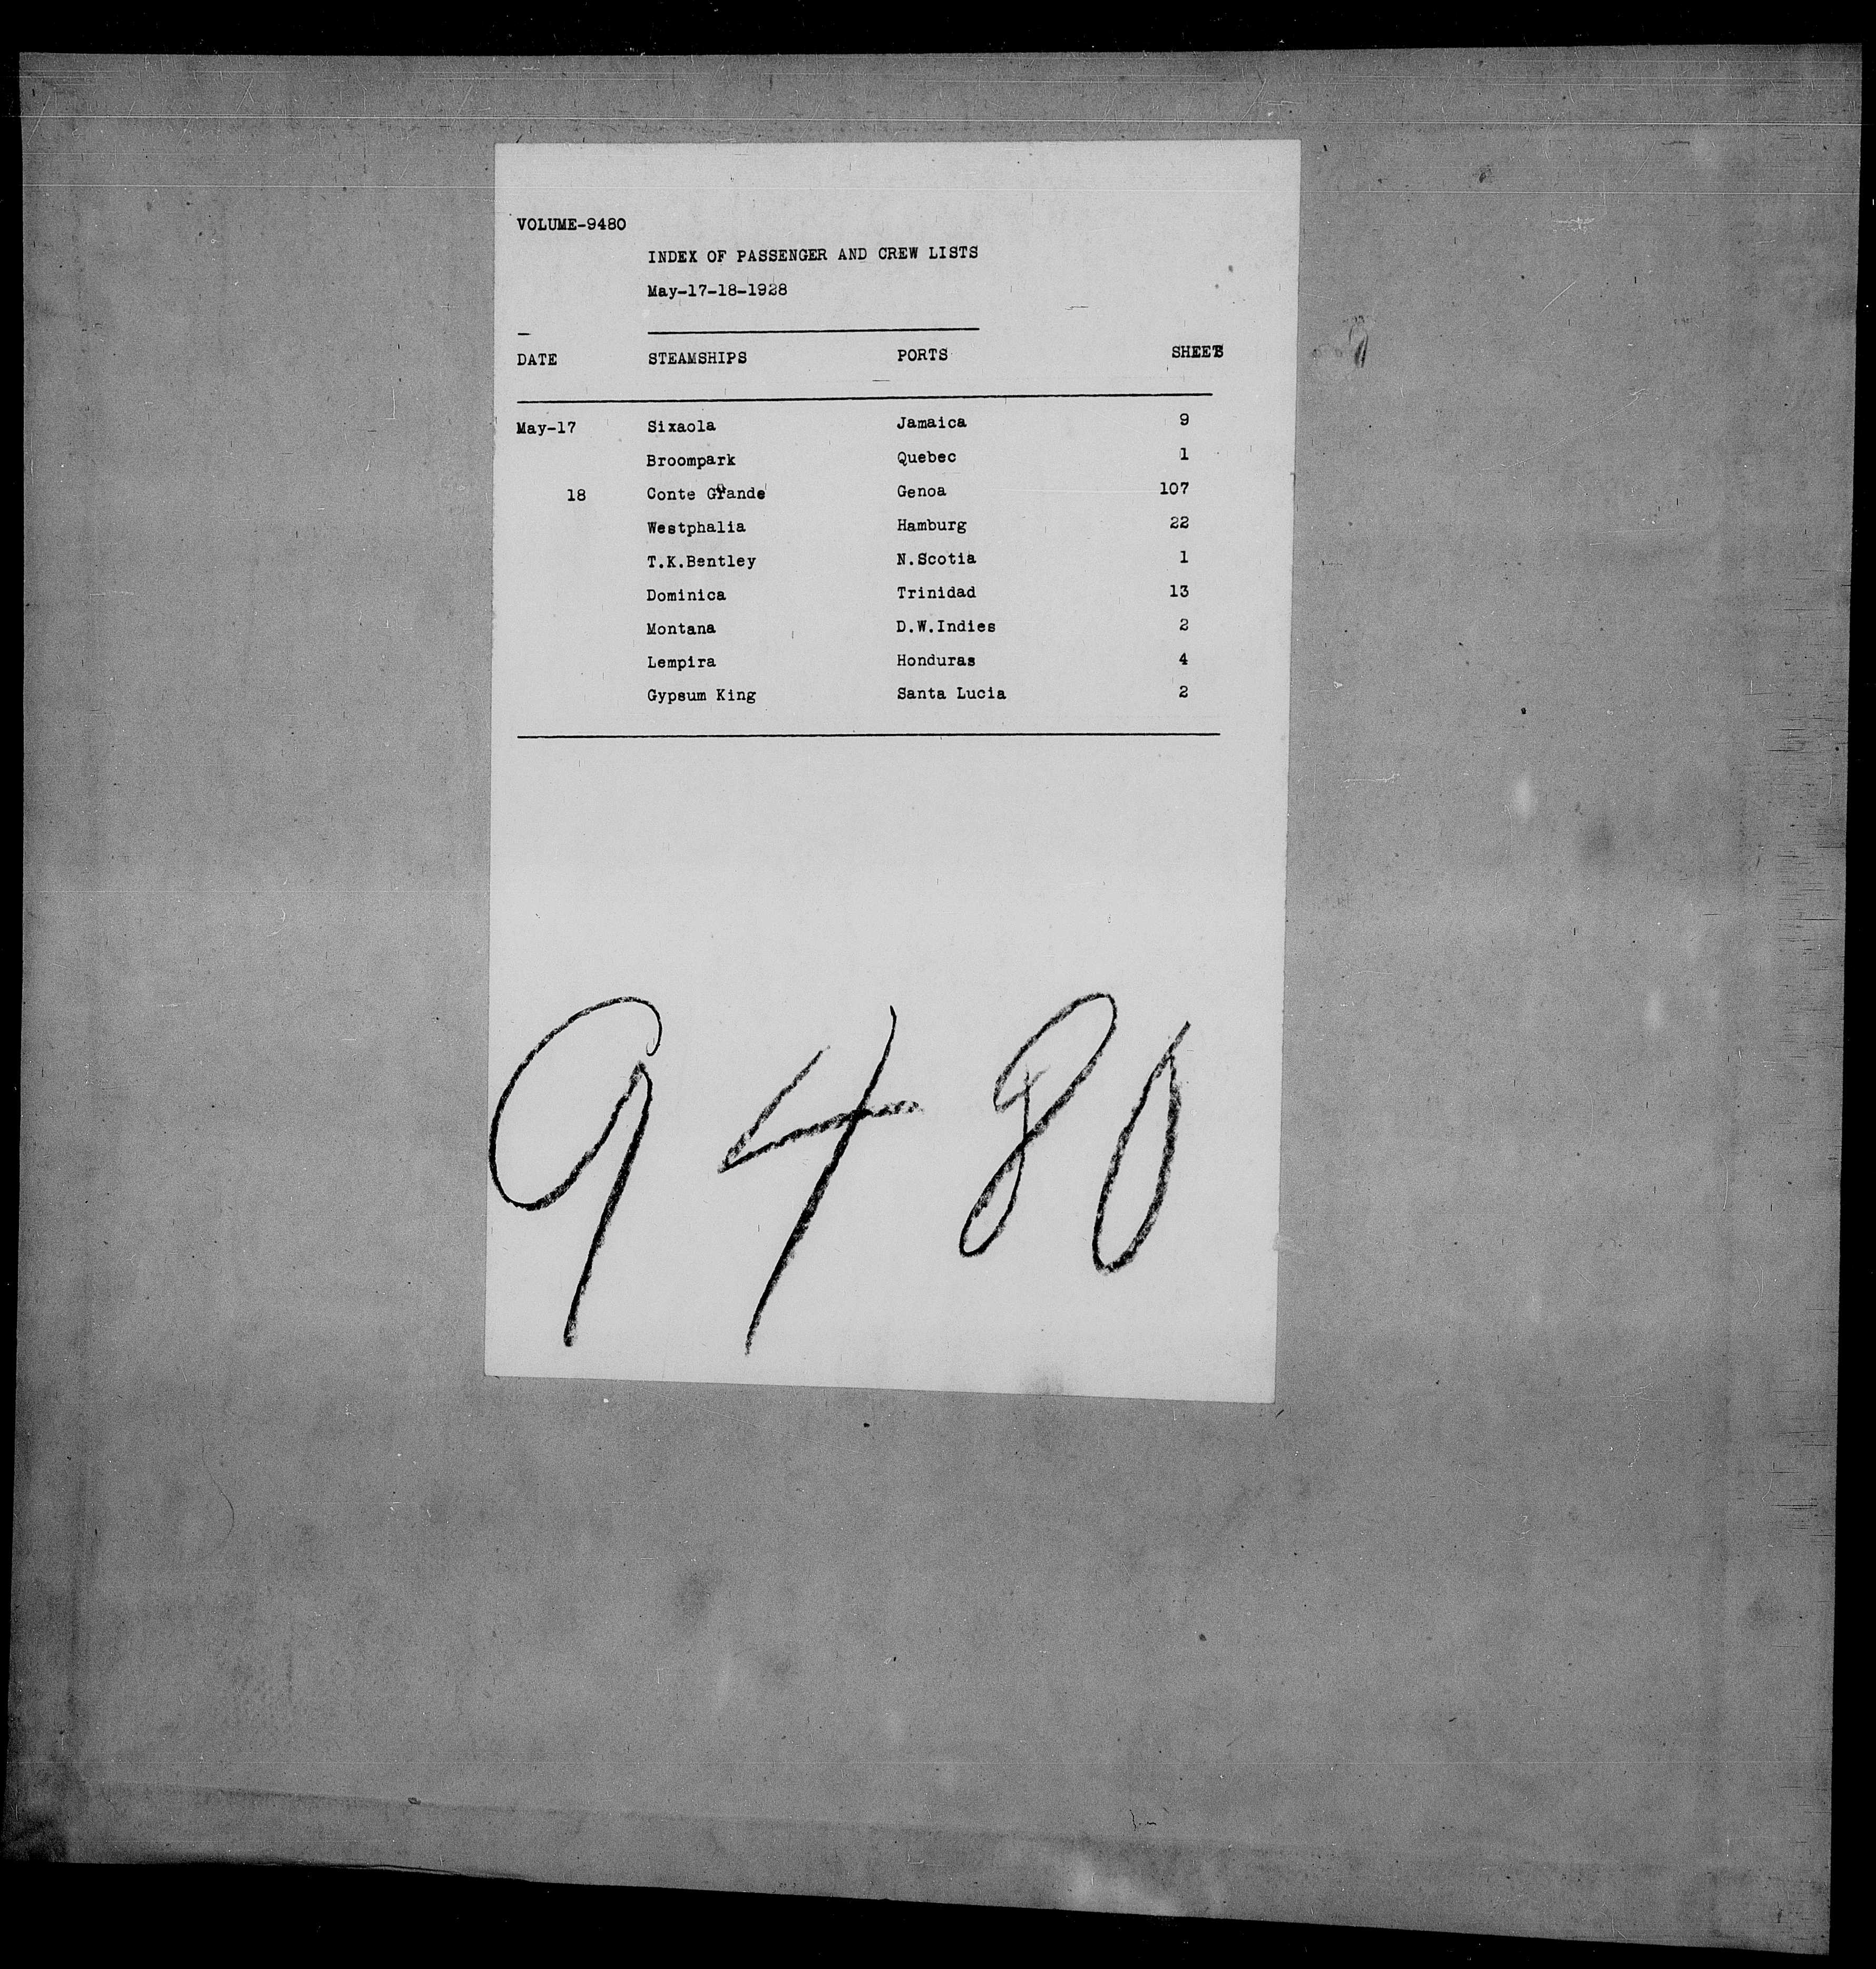 VOLUME-9480
INDEX OF PASSENGER AND CREW LISTS
May-17-18-1928
DATE STEAMSHIPS PORTS SHEETS
May-17 Sixaola Jamaica 9
Broompark Quebec 1
18 Conte Grande Genoa 107
Westphalia Hamburg 22
T.K.Bentley N.Scotia 1
Dominica Trinidad 13
Montana D.W.Indies 2
Lempira Honduras 4
Gypsum King Santa Lucia 2
9480